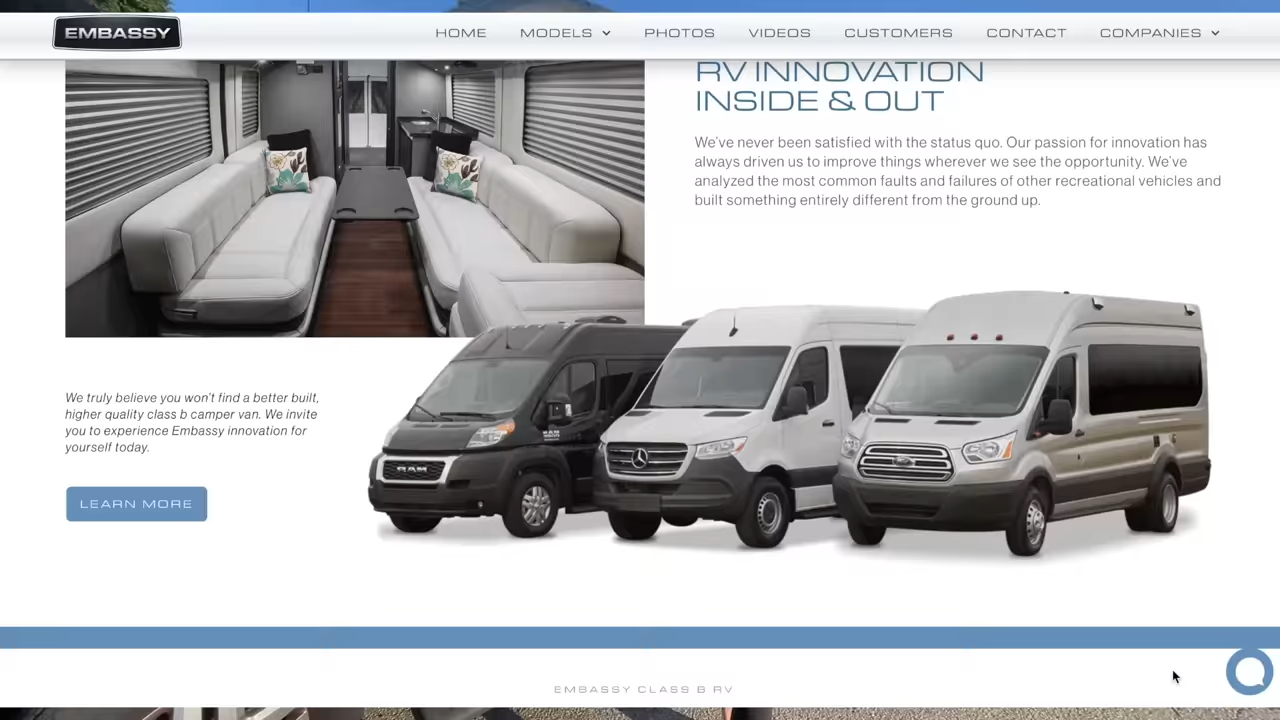 EMBASSY
HOME
MODELS
PHOTOS
VIDEOS
CUSTOMERS
CONTACT
COMPANIES
RV INNOVATION
INSIDE & OUT
We've never been satisfied with the status quo. Our passion for innovation has
always driven us to improve things wherever we see the opportunity. We've
analyzed the most common faults and failures of other recreational vehicles and
built something entirely different from the ground up.
We truly believe you won't find a better built,
higher quality class b camper van. We invite
you to experience Embassy innovation for
yourself today.
LEARN MORE
RAM
EMBASSY CLASS B RV